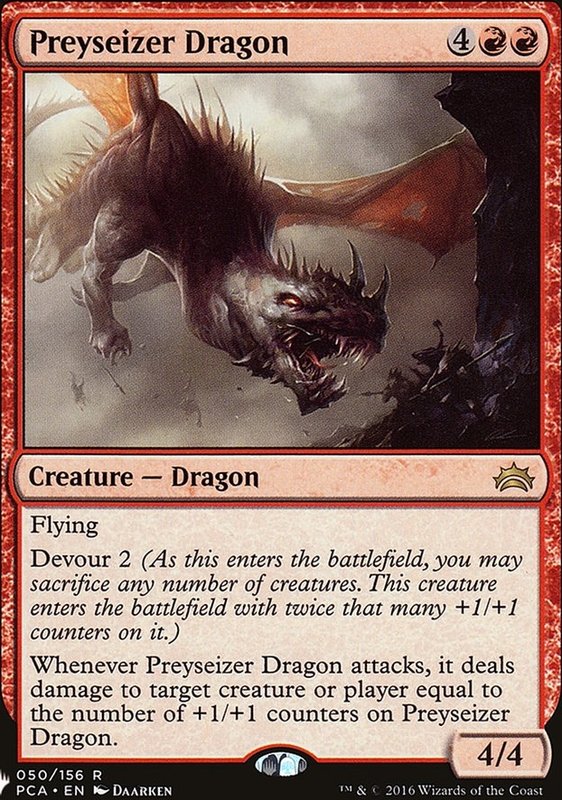 Preyseizer Dragon 4
Creature — Dragon
Flying
Devour 2 (As this enters the battlefield, you may
sacrifice any number of creatures. This creature
enters the battlefield with twice that many +1/+1
counters on it.)
Whenever Preyseizer Dragon attacks, it deals
damage to target creature or player equal to
the number of +1/+1 counters on Preyseizer
Dragon.
4/4
050/156 R
PCA • EN DAARKEN
™ & © 2016 Wizards of the Coast